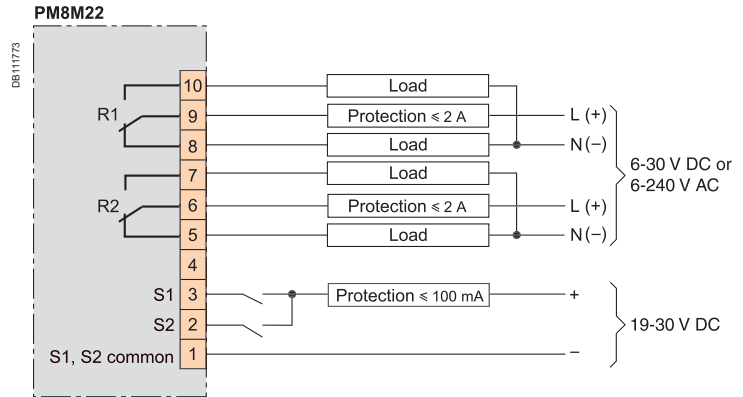 PM8M22
DB111773
10 Load
R1 9 Protection ⩽ 2 A L (+)
8 Load N(−)
7 Load
6-30 V DC or
6-240 V AC
R2 6 Protection ⩽ 2 A L (+)
5 Load N(−)
4
S1 3 Protection ⩽ 100 mA +
S2 2 19-30 V DC
S1, S2 common 1 −